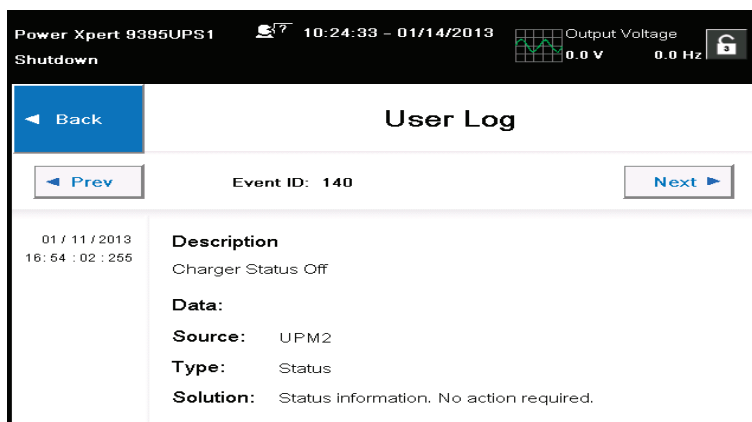 Power Xpert 9395UPS1 ? 10:24:33 - 01/14/2013 Output Voltage
Shutdown 0.0 V 0.0 Hz 3
◄ Back User Log
◄ Prev Event ID: 140 Next ►
01 / 11 / 2013 Description
16: 54 : 02 : 255 Charger Status Off
Data:
Source: UPM2
Type: Status
Solution: Status information. No action required.